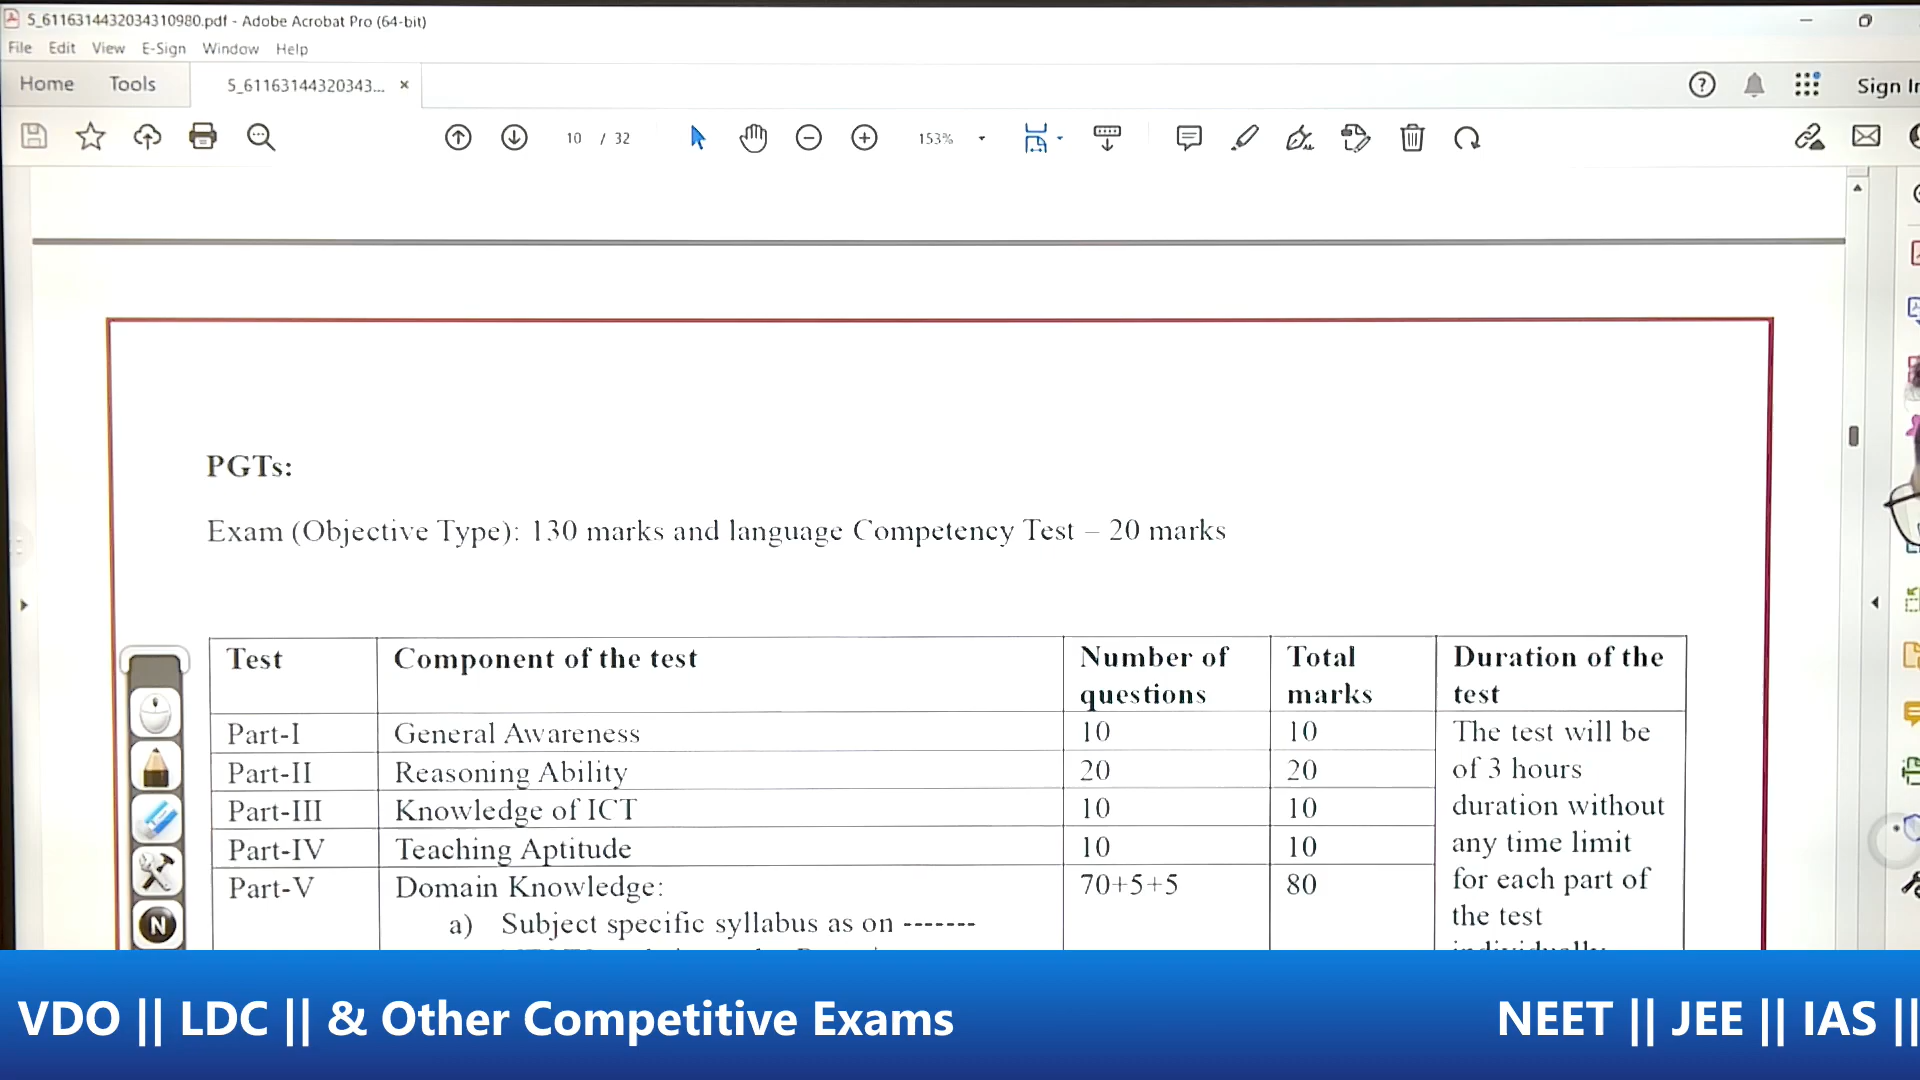 5_6116314432034310980.pdf - Adobe Acrobat Pro (64-bit)
File Edit View E-Sign Window Help
Home Tools 5_61163144320343... ×
Sign
10 / 32 153%
PGTs:
Exam (Objective Type): 130 marks and language Competency Test – 20 marks
Test Component of the test Number of questions Total marks Duration of the test
Part-I General Awareness 10 10 The test will be
Part-II Reasoning Ability 20 20 of 3 hours
Part-III Knowledge of ICT 10 10 duration without
Part-IV Teaching Aptitude 10 10 any time limit
Part-V Domain Knowledge: 70+5+5 80 for each part of
a) Subject specific syllabus as on ------- the test
individually
N
VDO || LDC || & Other Competitive Exams NEET || JEE || IAS ||